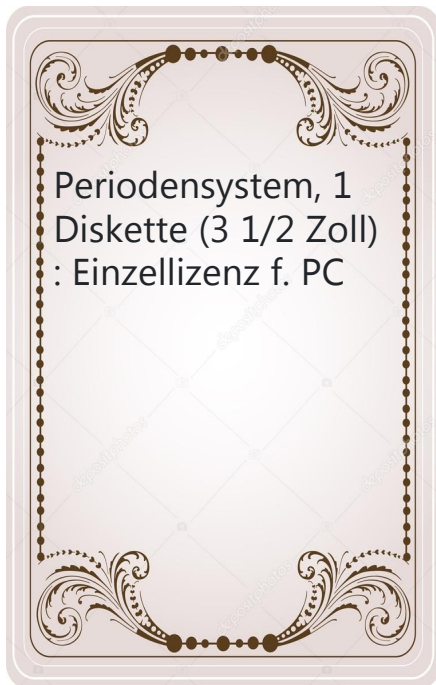 Periodensystem, 1
Diskette (3 1/2 Zoll)
: Einzellizenz f. PC